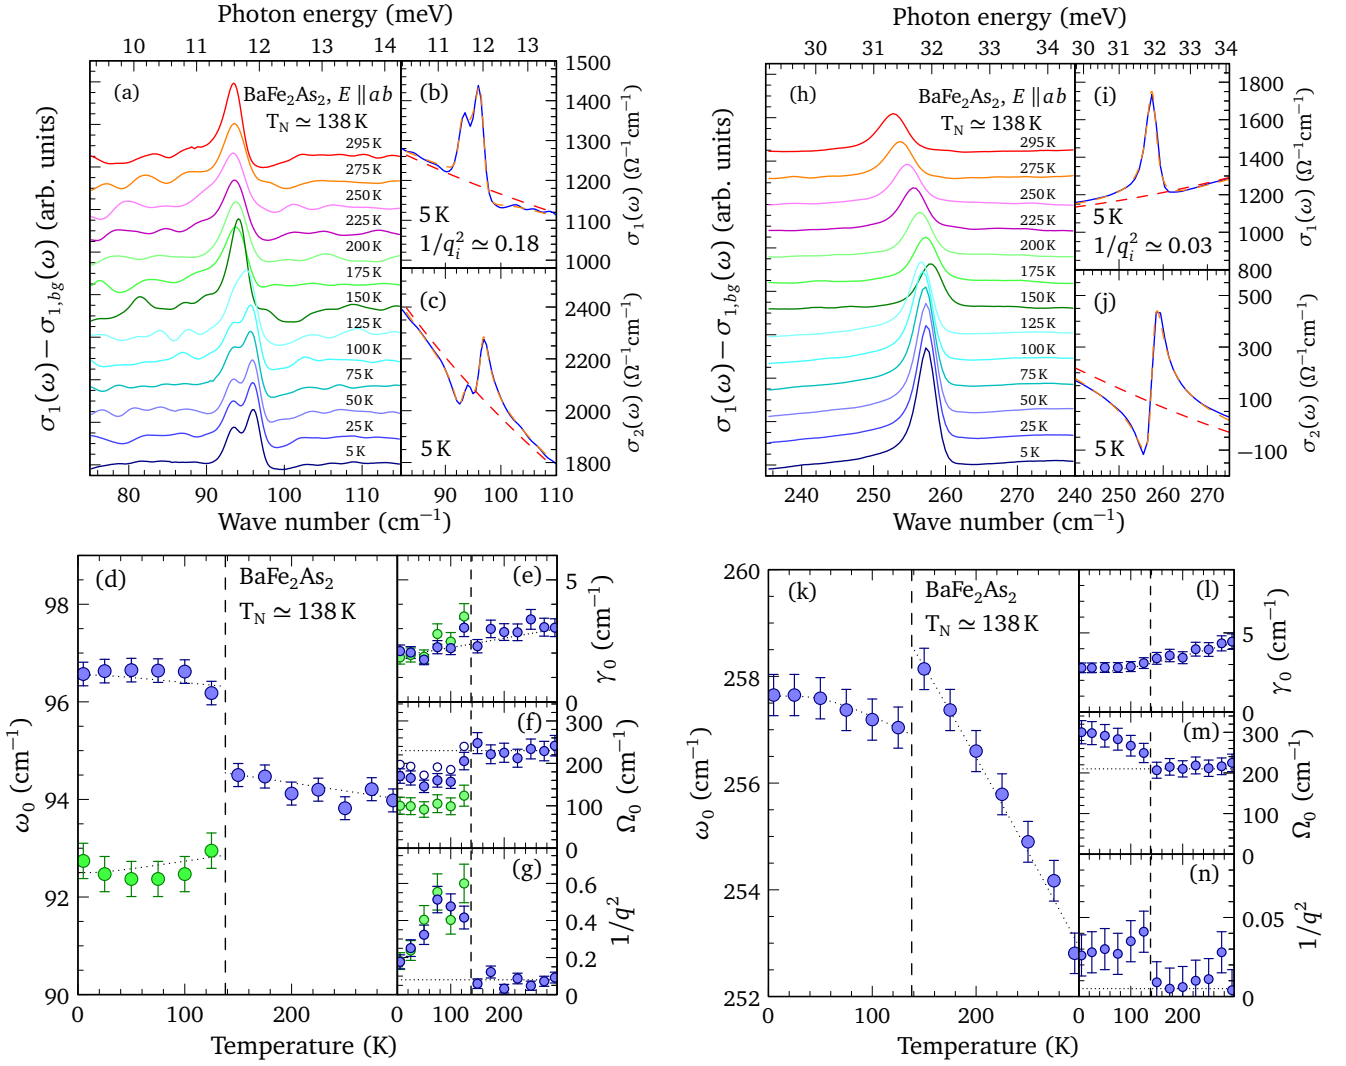 Photon energy (meV)
10 11 12 13 14
11 12 13
(a)
BaFe₂As₂, E ∥ ab
T_N ≃ 138 K
295 K
275 K
250 K
225 K
200 K
175 K
150 K
125 K
100 K
75 K
50 K
25 K
5 K
σ₁(ω) − σ₁,bg(ω) (arb. units)
80 90 100
(b)
5 K
1/qᵢ² ≃ 0.18
1500
1400
1300
1200
1100
1000
σ₁(ω) (Ω⁻¹cm⁻¹)
(c)
5 K
2400
2200
2000
1800
σ₂(ω) (Ω⁻¹cm⁻¹)
90 100 110
Wave number (cm⁻¹)
Photon energy (meV)
30 31 32 33 34
30 31 32 33 34
(h)
BaFe₂As₂, E ∥ ab
T_N ≃ 138 K
295 K
275 K
250 K
225 K
200 K
175 K
150 K
125 K
100 K
75 K
50 K
25 K
5 K
σ₁(ω) − σ₁,bg(ω) (arb. units)
240 250 260 270
(i)
5 K
1/qᵢ² ≃ 0.03
1800
1600
1400
1200
1000
800
σ₁(ω) (Ω⁻¹cm⁻¹)
(j)
5 K
500
300
100
−100
σ₂(ω) (Ω⁻¹cm⁻¹)
240 250 260 270
Wave number (cm⁻¹)
(d)
BaFe₂As₂
T_N ≃ 138 K
98
96
94
92
90
ω₀ (cm⁻¹)
0 100 200
(e)
5
0
γ₀ (cm⁻¹)
(f)
300
200
100
0
Ω₀ (cm⁻¹)
(g)
0.6
0.4
0.2
0
1/q²
0 100 200
Temperature (K)
(k)
BaFe₂As₂
T_N ≃ 138 K
260
258
256
254
252
ω₀ (cm⁻¹)
0 100 200
(l)
5
0
γ₀ (cm⁻¹)
(m)
300
200
100
0
Ω₀ (cm⁻¹)
(n)
0.05
0
1/q²
0 100 200
Temperature (K)